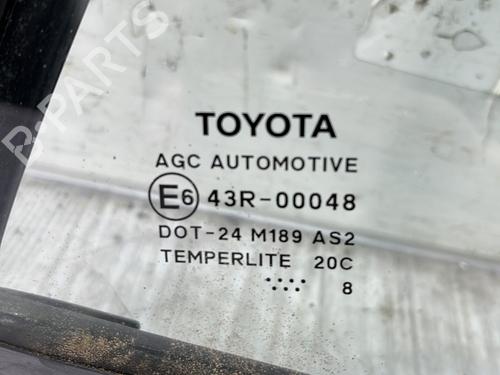 B-PARTS
TOYOTA
AGC AUTOMOTIVE
E6 43R-00048
DOT-24 M189 AS2
TEMPERLITE 20C
8